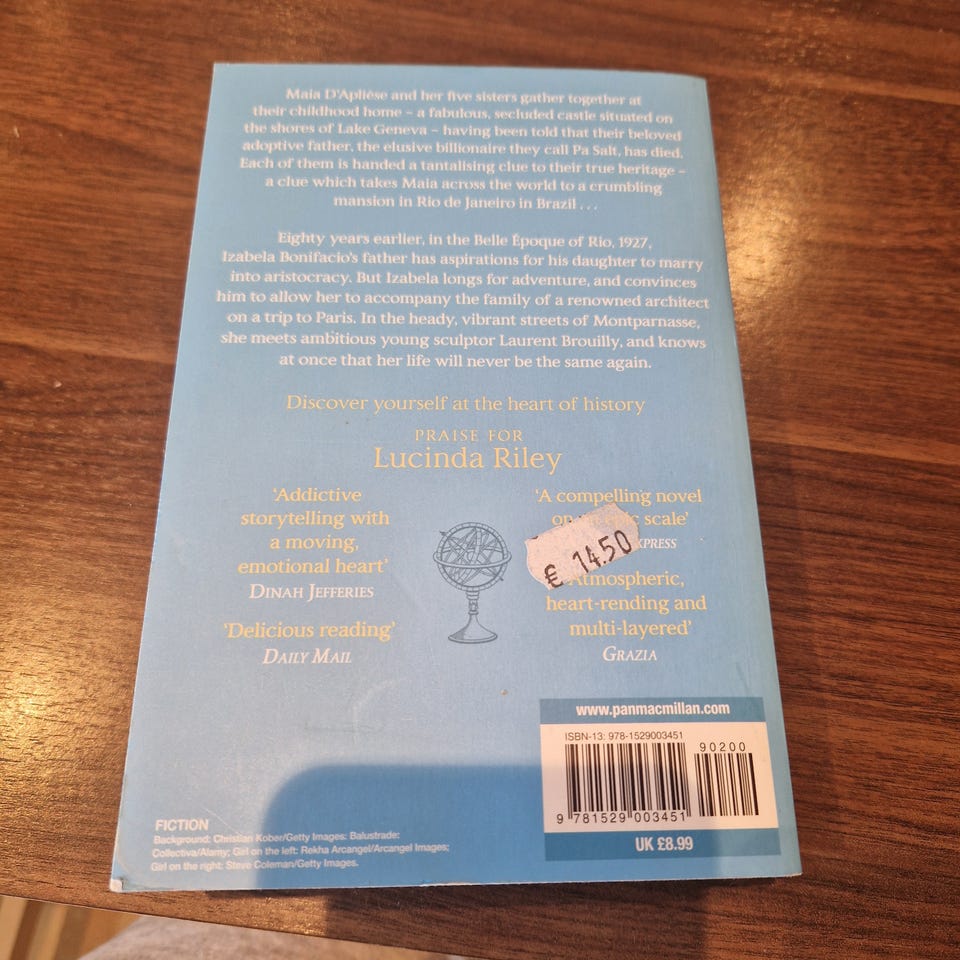 Maia D'Aplièse and her five sisters gather together at
their childhood home – a fabulous, secluded castle situated on
the shores of Lake Geneva – having been told that their beloved
adoptive father, the elusive billionaire they call Pa Salt, has died.
Each of them is handed a tantalising clue to their true heritage –
a clue which takes Maia across the world to a crumbling
mansion in Rio de Janeiro in Brazil . . .
Eighty years earlier, in the Belle Époque of Rio, 1927,
Izabela Bonifacio's father has aspirations for his daughter to marry
into aristocracy. But Izabela longs for adventure, and convinces
him to allow her to accompany the family of a renowned architect
on a trip to Paris. In the heady, vibrant streets of Montparnasse,
she meets ambitious young sculptor Laurent Brouilly, and knows
at once that her life will never be the same again.
Discover yourself at the heart of history
PRAISE FOR
Lucinda Riley
'Addictive
storytelling with
a moving,
emotional heart'
DINAH JEFFERIES
'Delicious reading'
DAILY MAIL
'A compelling novel
on epic scale'
€ 14.50
Atmospheric,
heart-rending and
multi-layered'
GRAZIA
www.panmacmillan.com
ISBN-13: 978-1529003451
90200
9 781529 003451
UK £8.99
FICTION
Background: Christian Kober/Getty Images; Balustrade:
Collectiva/Alamy; Girl on the left: Rekha Arcangel/Arcangel Images;
Girl on the right: Steve Coleman/Getty Images.